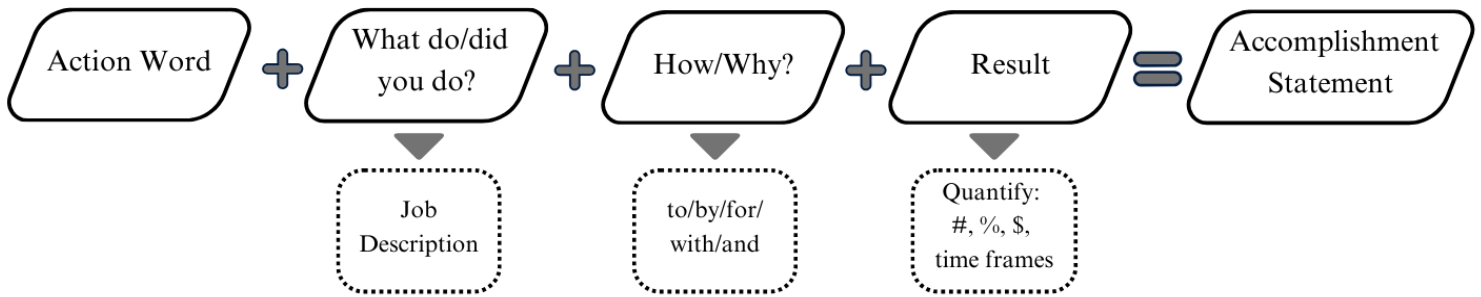 Action Word
What do/did
you do?
How/Why?
Result
Accomplishment
Statement
Job
Description
to/by/for/
with/and
Quantify:
#, %, $,
time frames